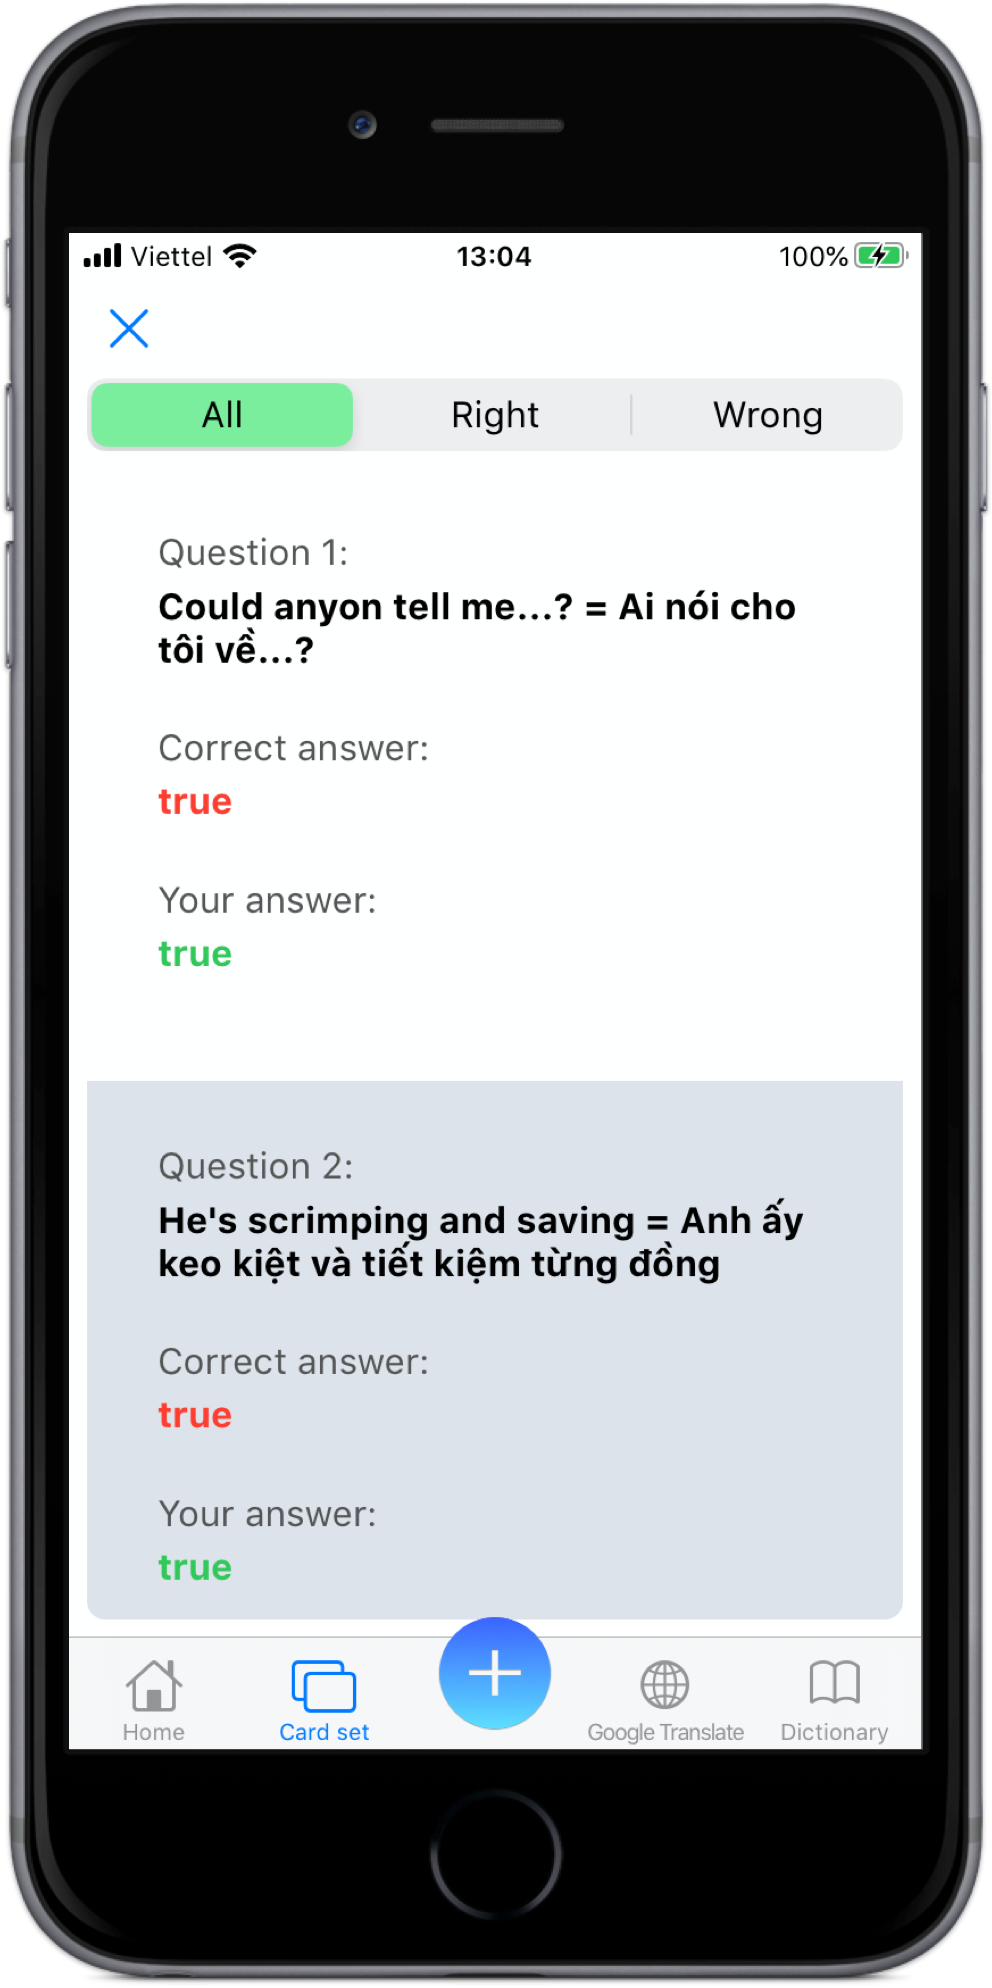 Viettel 13:04 100%
All Right Wrong
Question 1:
Could anyon tell me...? = Ai nói cho
tôi về...?
Correct answer:
true
Your answer:
true
Question 2:
He's scrimping and saving = Anh ấy
keo kiệt và tiết kiệm từng đồng
Correct answer:
true
Your answer:
true
Home Card set Google Translate Dictionary